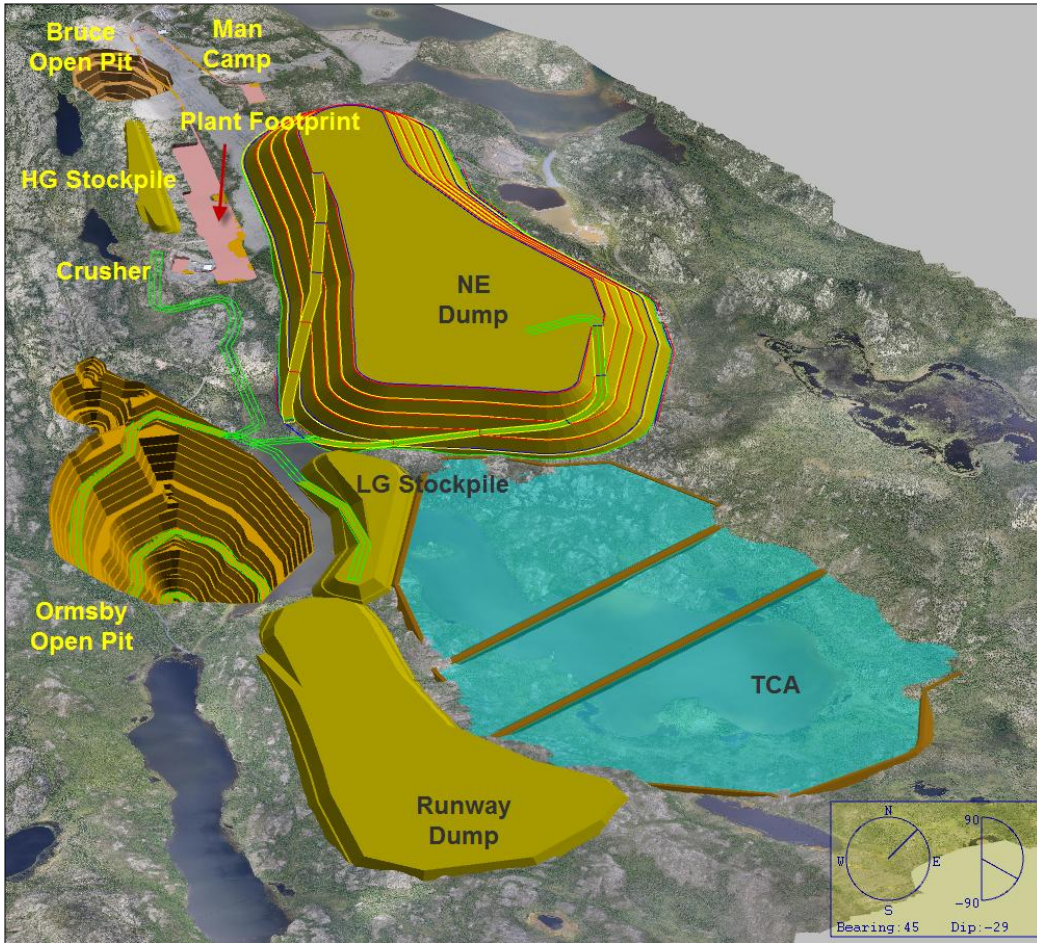 Bruce
Open Pit
Man
Camp
Plant Footprint
HG Stockpile
Crusher
NE
Dump
LG Stockpile
Ormsby
Open Pit
TCA
Runway
Dump
N
W
E
S
90
-90
Bearing:45
Dip:-29